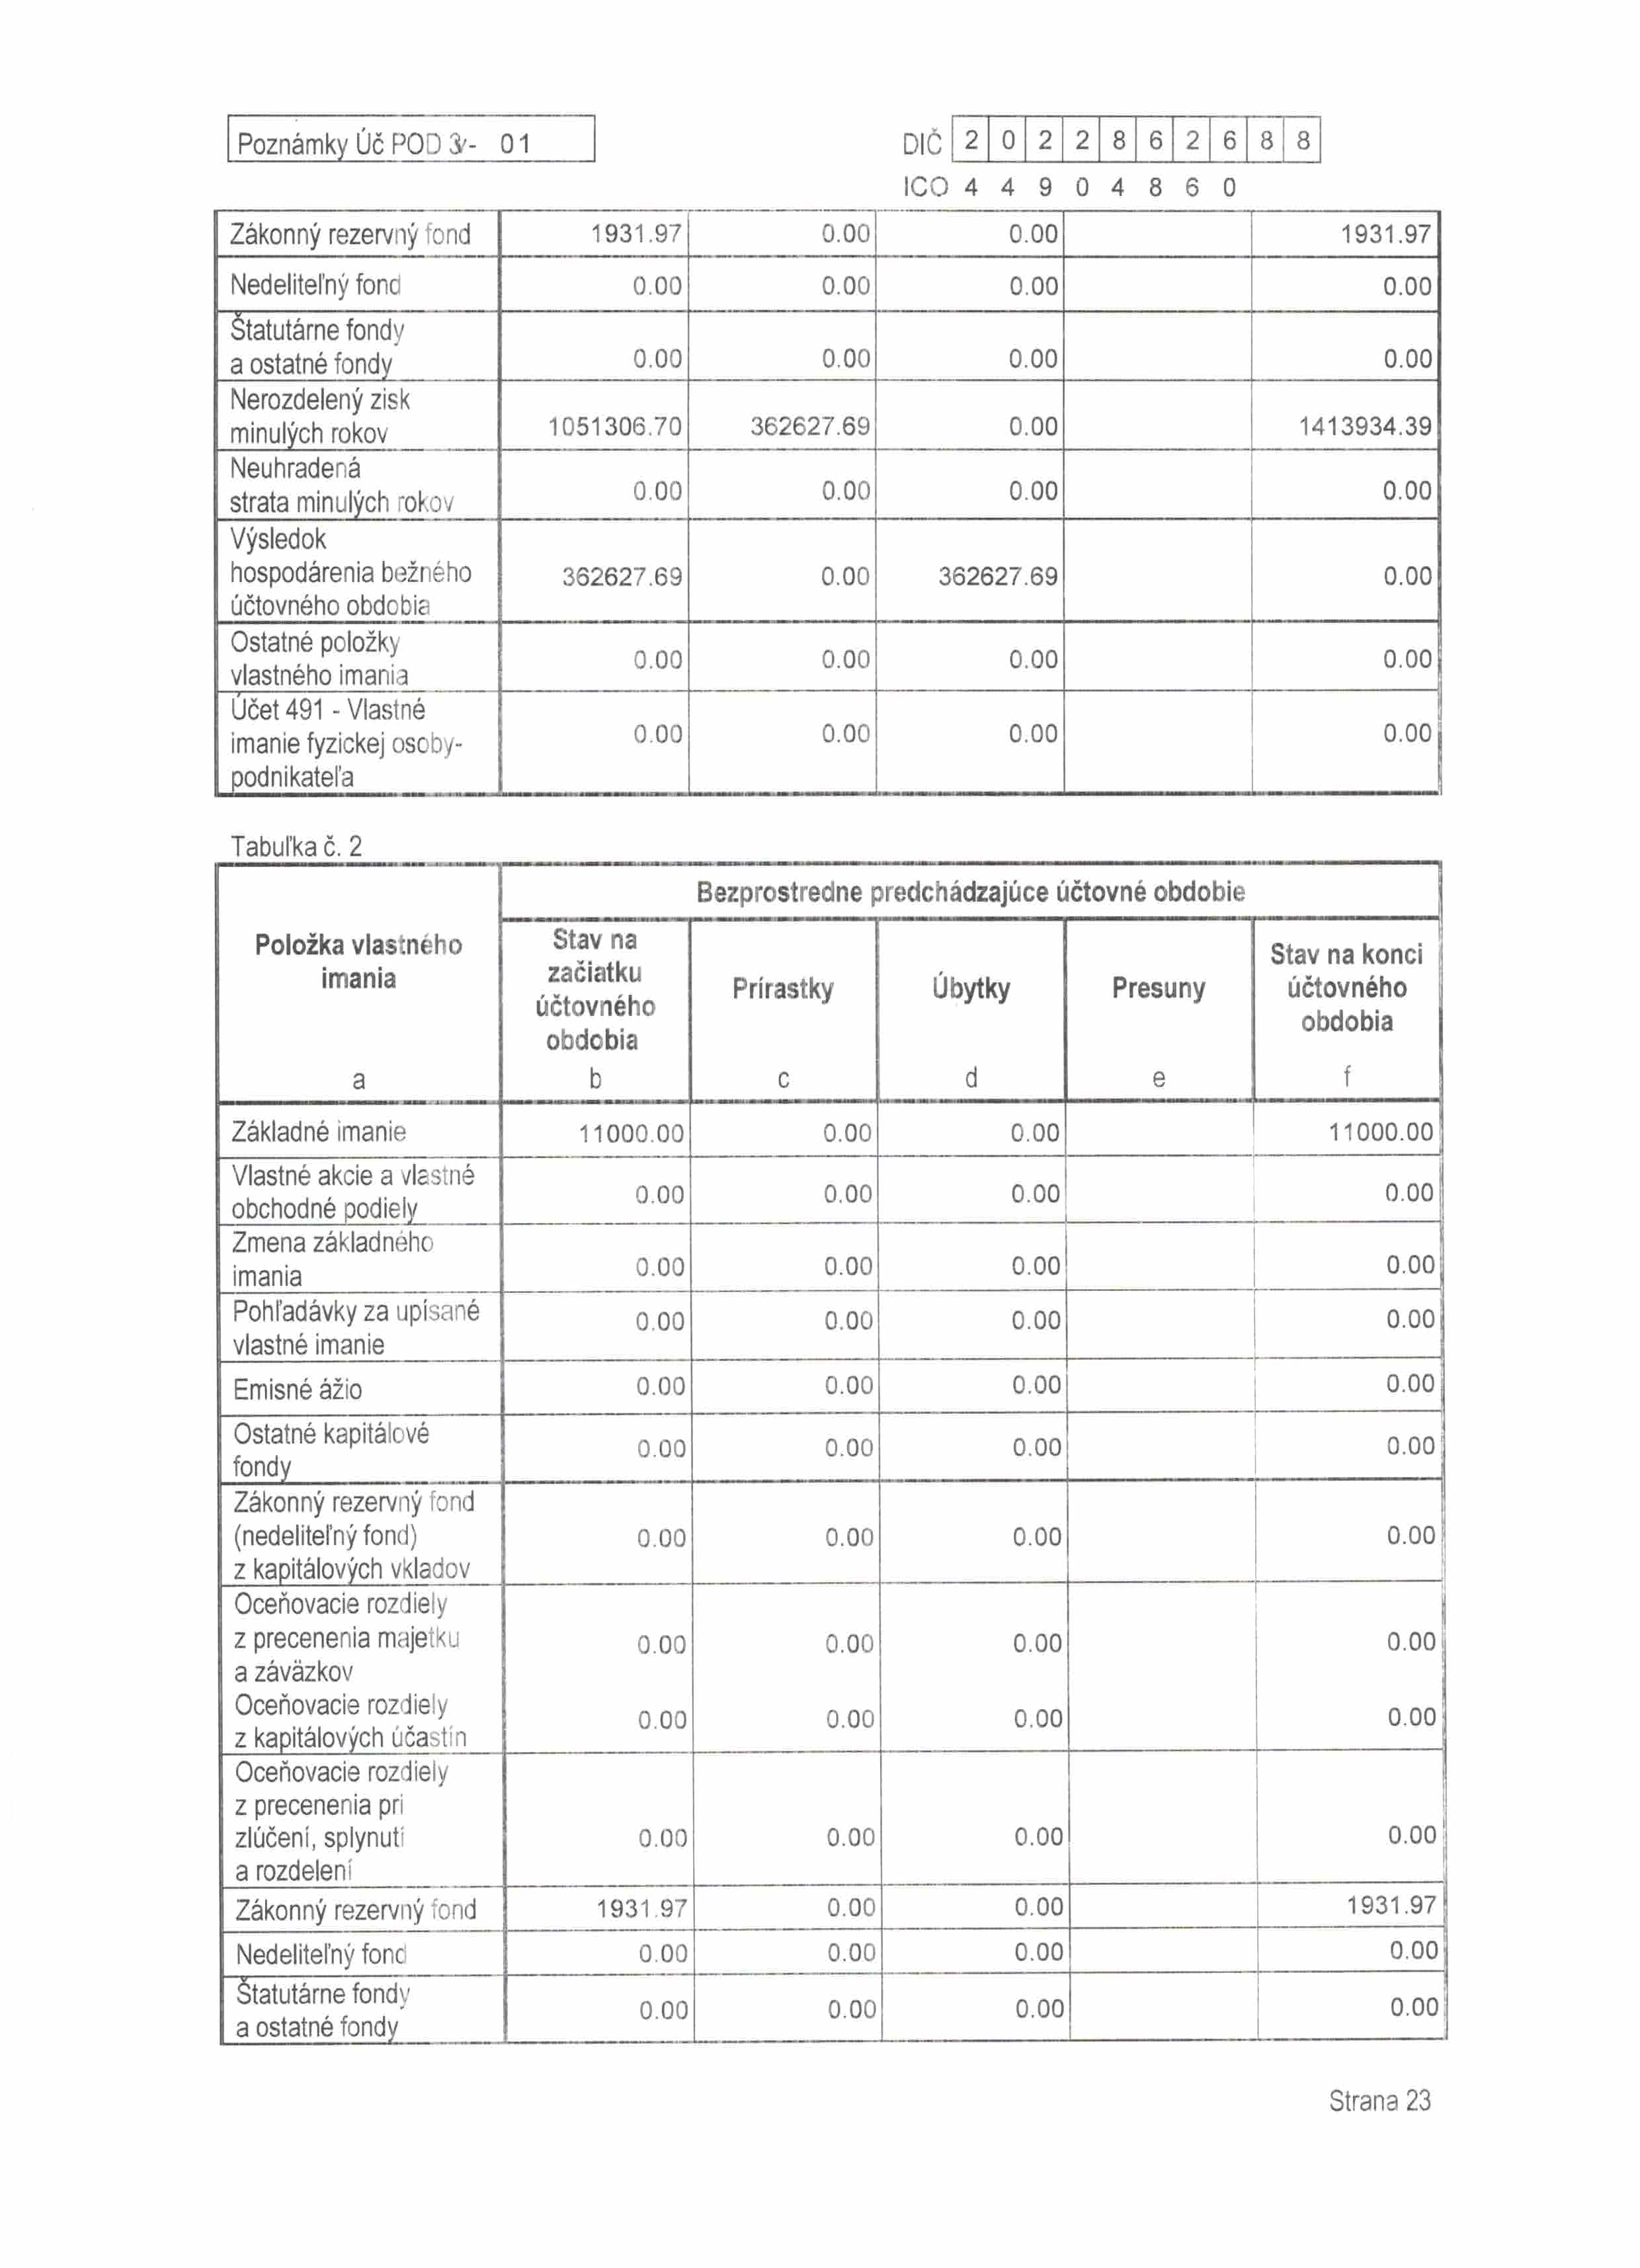 Poznámky Úč POD 3 - 01
DIČ 2 0 2 2 8 6 2 6 8 8
ICO 4 4 9 0 4 8 6 0
Zákonný rezervný fond 1931.97 0.00 0.00 1931.97
Nedeliteľný fond 0.00 0.00 0.00 0.00
Štatutárne fondy
a ostatné fondy 0.00 0.00 0.00 0.00
Nerozdelený zisk
minulých rokov 1051306.70 362627.69 0.00 1413934.39
Neuhradená
strata minulých rokov 0.00 0.00 0.00 0.00
Výsledok
hospodárenia bežného 362627.69 0.00 362627.69 0.00
účtovného obdobia
Ostatné položky
vlastného imania 0.00 0.00 0.00 0.00
Účet 491 - Vlastné
imanie fyzickej osoby- 0.00 0.00 0.00 0.00
podnikateľa
Tabuľka č. 2
Bezprostredne predchádzajúce účtovné obdobie
Položka vlastného
imania
Stav na
začiatku
účtovného
obdobia
Prírastky
Úbytky
Presuny
Stav na konci
účtovného
obdobia
a b c d e f
Základné imanie 11000.00 0.00 0.00 11000.00
Vlastné akcie a vlastné
obchodné podiely 0.00 0.00 0.00 0.00
Zmena základného
imania 0.00 0.00 0.00 0.00
Pohľadávky za upísané
vlastné imanie 0.00 0.00 0.00 0.00
Emisné ážio 0.00 0.00 0.00 0.00
Ostatné kapitálové
fondy 0.00 0.00 0.00 0.00
Zákonný rezervný fond
(nedeliteľný fond) 0.00 0.00 0.00 0.00
z kapitálových vkladov
Oceňovacie rozdiely
z precenenia majetku 0.00 0.00 0.00 0.00
a záväzkov
Oceňovacie rozdiely
z kapitálových účastín 0.00 0.00 0.00 0.00
Oceňovacie rozdiely
z precenenia pri
zlúčení, splynutí 0.00 0.00 0.00 0.00
a rozdelení
Zákonný rezervný fond 1931.97 0.00 0.00 1931.97
Nedeliteľný fond 0.00 0.00 0.00 0.00
Štatutárne fondy
a ostatné fondy 0.00 0.00 0.00 0.00
Strana 23